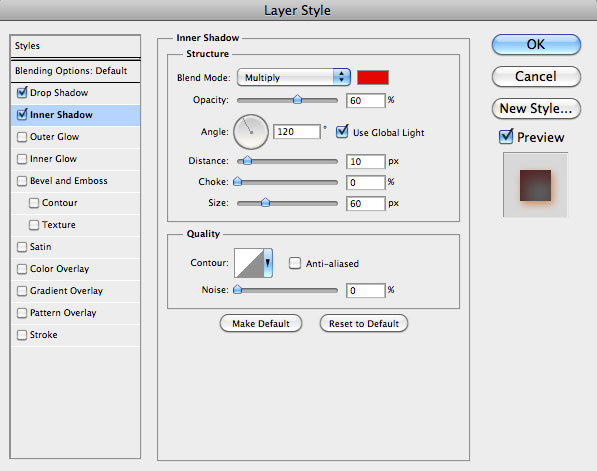 Layer Style
Styles
Blending Options: Default
Drop Shadow
Inner Shadow
Outer Glow
Inner Glow
Bevel and Emboss
Contour
Texture
Satin
Color Overlay
Gradient Overlay
Pattern Overlay
Stroke
Inner Shadow
Structure
Blend Mode: Multiply
Opacity: 60 %
Angle: 120 ° Use Global Light
Distance: 10 px
Choke: 0 %
Size: 60 px
Quality
Contour: Anti-aliased
Noise: 0 %
Make Default Reset to Default
OK
Cancel
New Style...
Preview